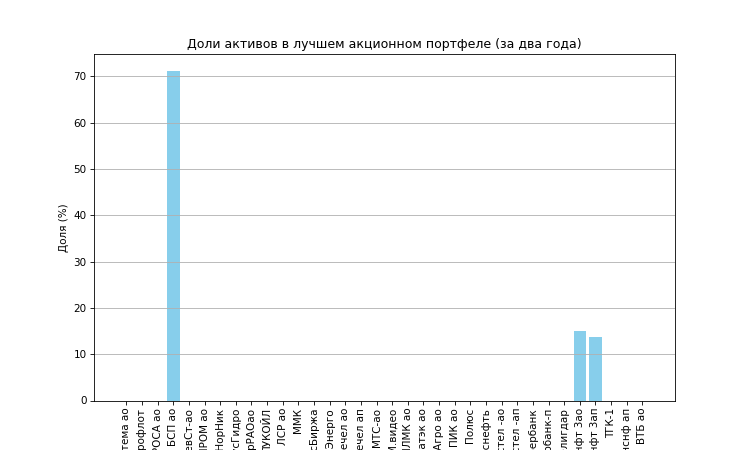 Доли активов в лучшем акционном портфеле (за два года)
Доля (%)
70
60
50
40
30
20
10
0
тема ао
рофлот
РОСА ао
БСП ао
евСт-ао
ПРОМ ао
НорНик
сГидро
рРАОао
УКОЙЛ
ЛСР ао
ММК
сБиржа
Энерго
ечел ао
ечел ап
МТС-ао
М.видео
ЛМК ао
атэк ао
Агро ао
ПИК ао
Полюс
снефть
стел -ао
стел -ап
ербанк
рбанк-п
лигдар
нфт 3ао
нфт 3ап
ТГК-1
нснф ап
ВТБ ао